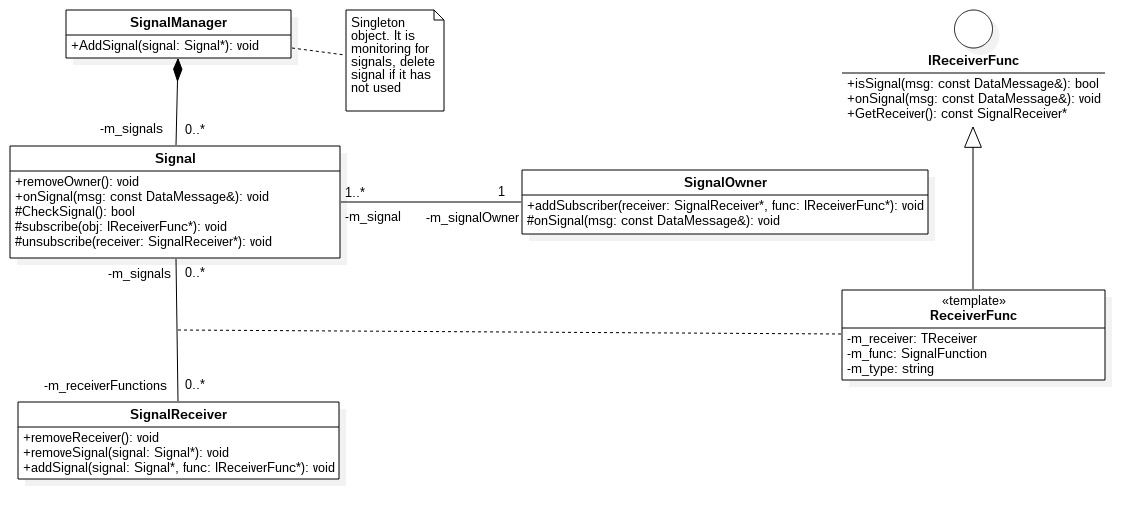 SignalManager
+AddSignal(signal: Signal*): void
Singleton
object. It is
monitoring for
signals, delete
signal if it has
not used
IReceiverFunc
+isSignal(msg: const DataMessage&): bool
+onSignal(msg: const DataMessage&): void
+GetReceiver(): const SignalReceiver*
-m_signals
0..*
Signal
+removeOwner(): void
+onSignal(msg: const DataMessage&): void
#CheckSignal(): bool
#subscribe(obj: IReceiverFunc*): void
#unsubscribe(receiver: SignalReceiver*): void
1..*
-m_signal
1
-m_signalOwner
SignalOwner
+addSubscriber(receiver: SignalReceiver*, func: IReceiverFunc*): void
#onSignal(msg: const DataMessage&): void
-m_signals
0..*
«template»
ReceiverFunc
-m_receiver: TReceiver
-m_func: SignalFunction
-m_type: string
-m_receiverFunctions
0..*
SignalReceiver
+removeReceiver(): void
+removeSignal(signal: Signal*): void
+addSignal(signal: Signal*, func: IReceiverFunc*): void